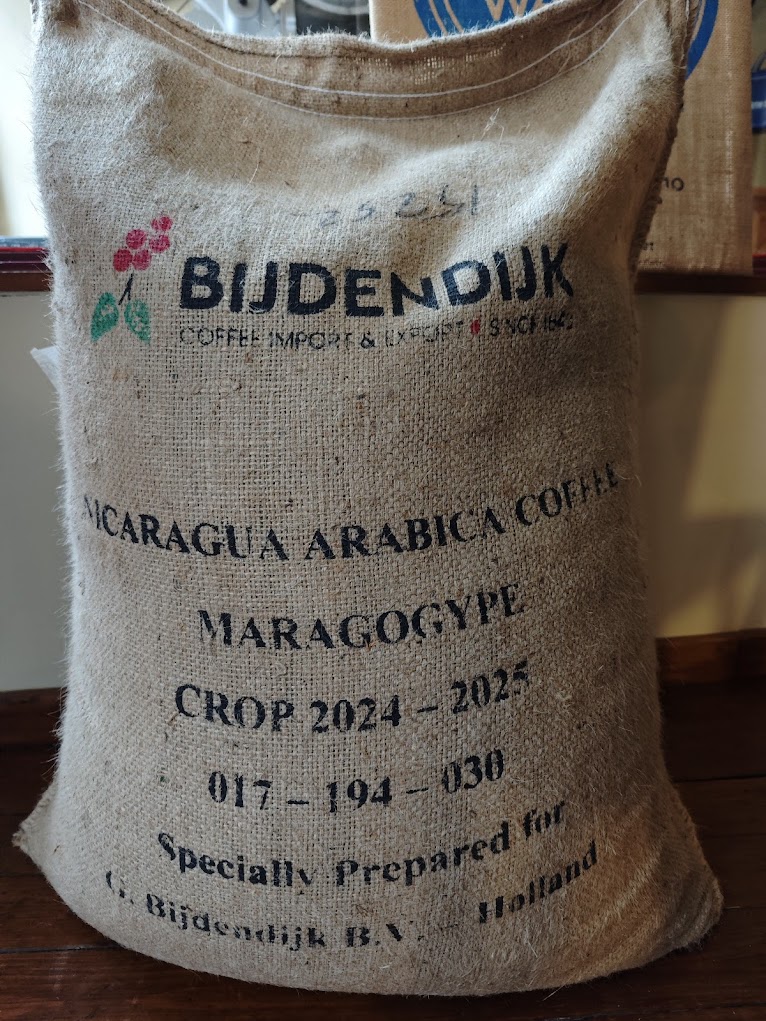 BIJDENDIJK
COFFEE IMPORT & EXPORT SINCE
NICARAGUA ARABICA COFFEE
MARAGOGYPE
CROP 2024 – 2025
017 – 194 – 030
Specially Prepared for
G. Bijdendijk B.V. – Holland